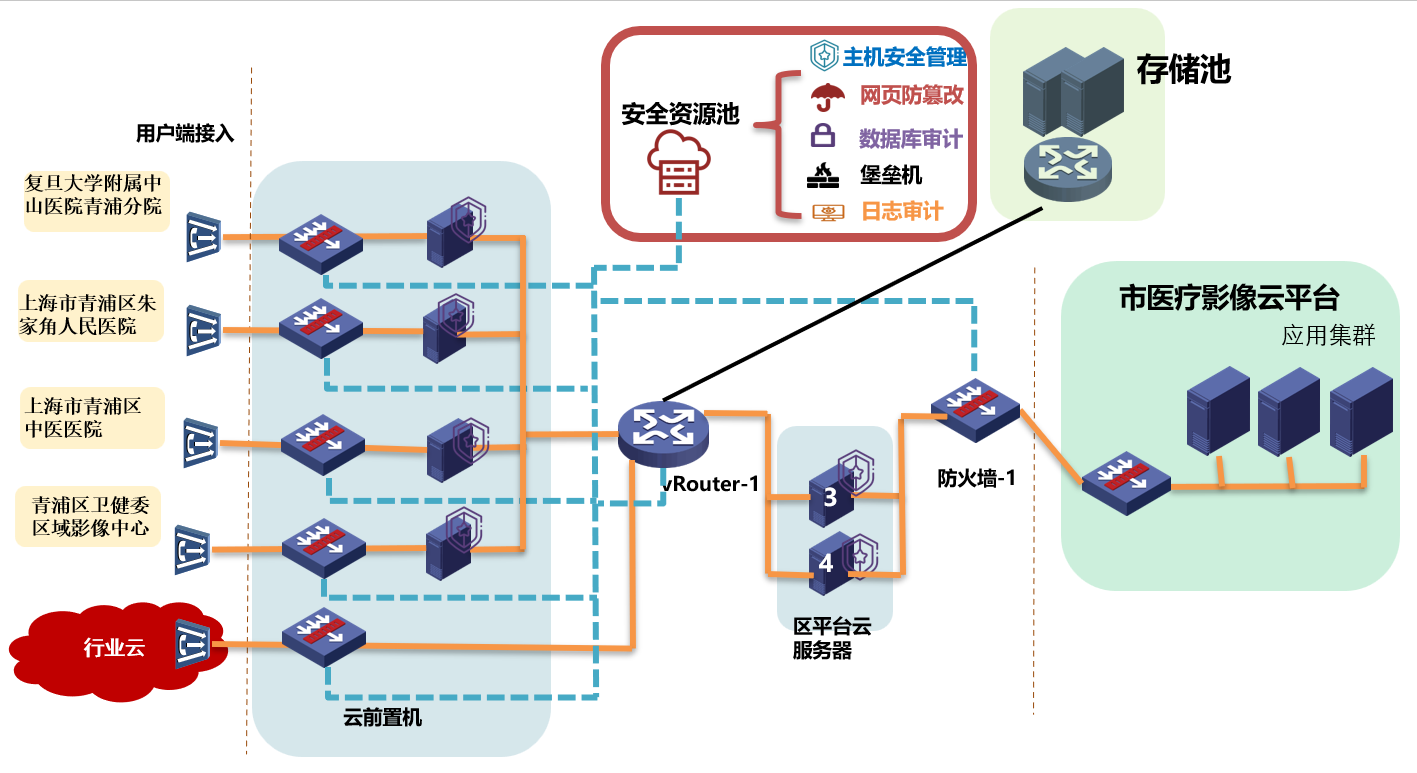 用户端接入
复旦大学附属中
山医院青浦分院
上海市青浦区朱
家角人民医院
上海市青浦区
中医医院
青浦区卫健委
区域影像中心
行业云
云前置机
安全资源池
主机安全管理
网页防篡改
数据库审计
堡垒机
日志审计
存储池
vRouter-1
3
4
区平台云
服务器
防火墙-1
市医疗影像云平台
应用集群